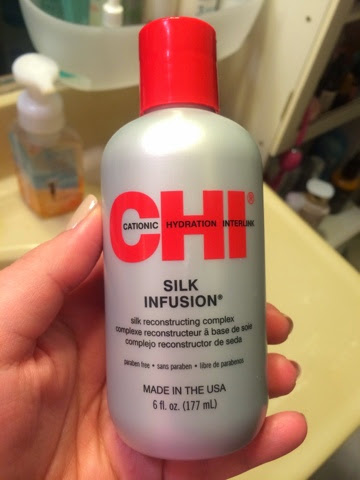 CHI®
CATIONIC HYDRATION INTERLINK
SILK
INFUSION®
silk reconstructing complex
complexe reconstructeur à base de soie
complejo reconstructor de seda
paraben free • sans paraben • libre de parabenos
MADE IN THE USA
6 fl. oz. (177 mL)